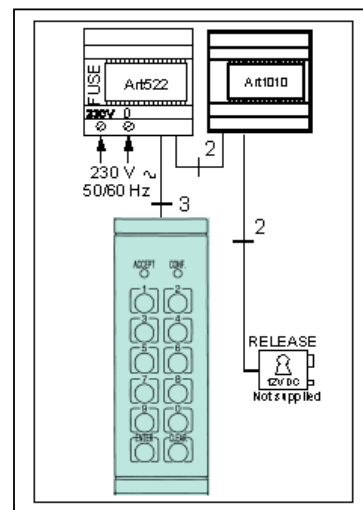 FUSE
Art522
Art1010
230V 0
2
230 V ~
50/60 Hz
3
2
ACCEPT CONF.
1 2
3 4
5 6
7 8
9 0
ENTER CLEAR
RELEASE
12V DC
Not supplied